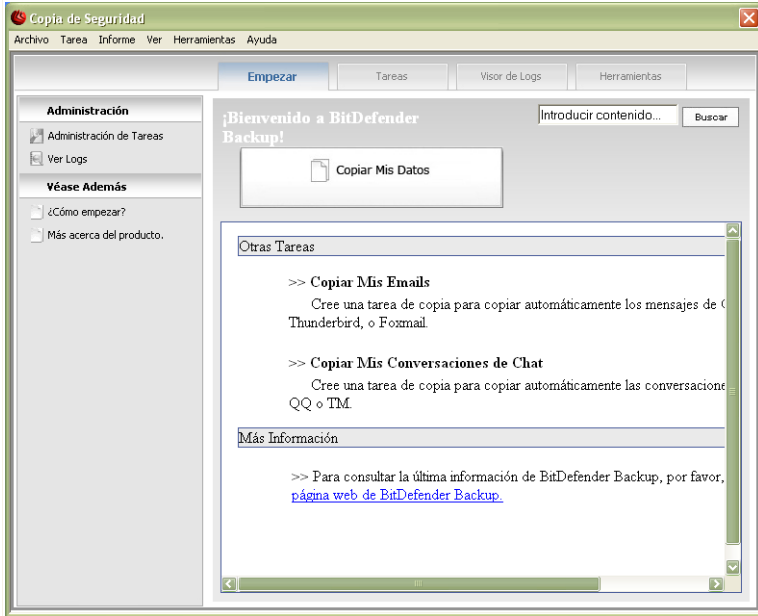 Copia de Seguridad
Archivo Tarea Informe Ver Herramientas Ayuda
Empezar Tareas Visor de Logs Herramientas
Administración
Administración de Tareas
Ver Logs
Véase Además
¿Cómo empezar?
Más acerca del producto.
¡Bienvenido a BitDefender
Backup!
Introducir contenido...
Buscar
Copiar Mis Datos
Otras Tareas
>> Copiar Mis Emails
Cree una tarea de copia para copiar automáticamente los mensajes de
Thunderbird, o Foxmail.
>> Copiar Mis Conversaciones de Chat
Cree una tarea de copia para copiar automáticamente las conversacione
QQ o TM.
Más Información
>> Para consultar la última información de BitDefender Backup, por favor,
página web de BitDefender Backup.